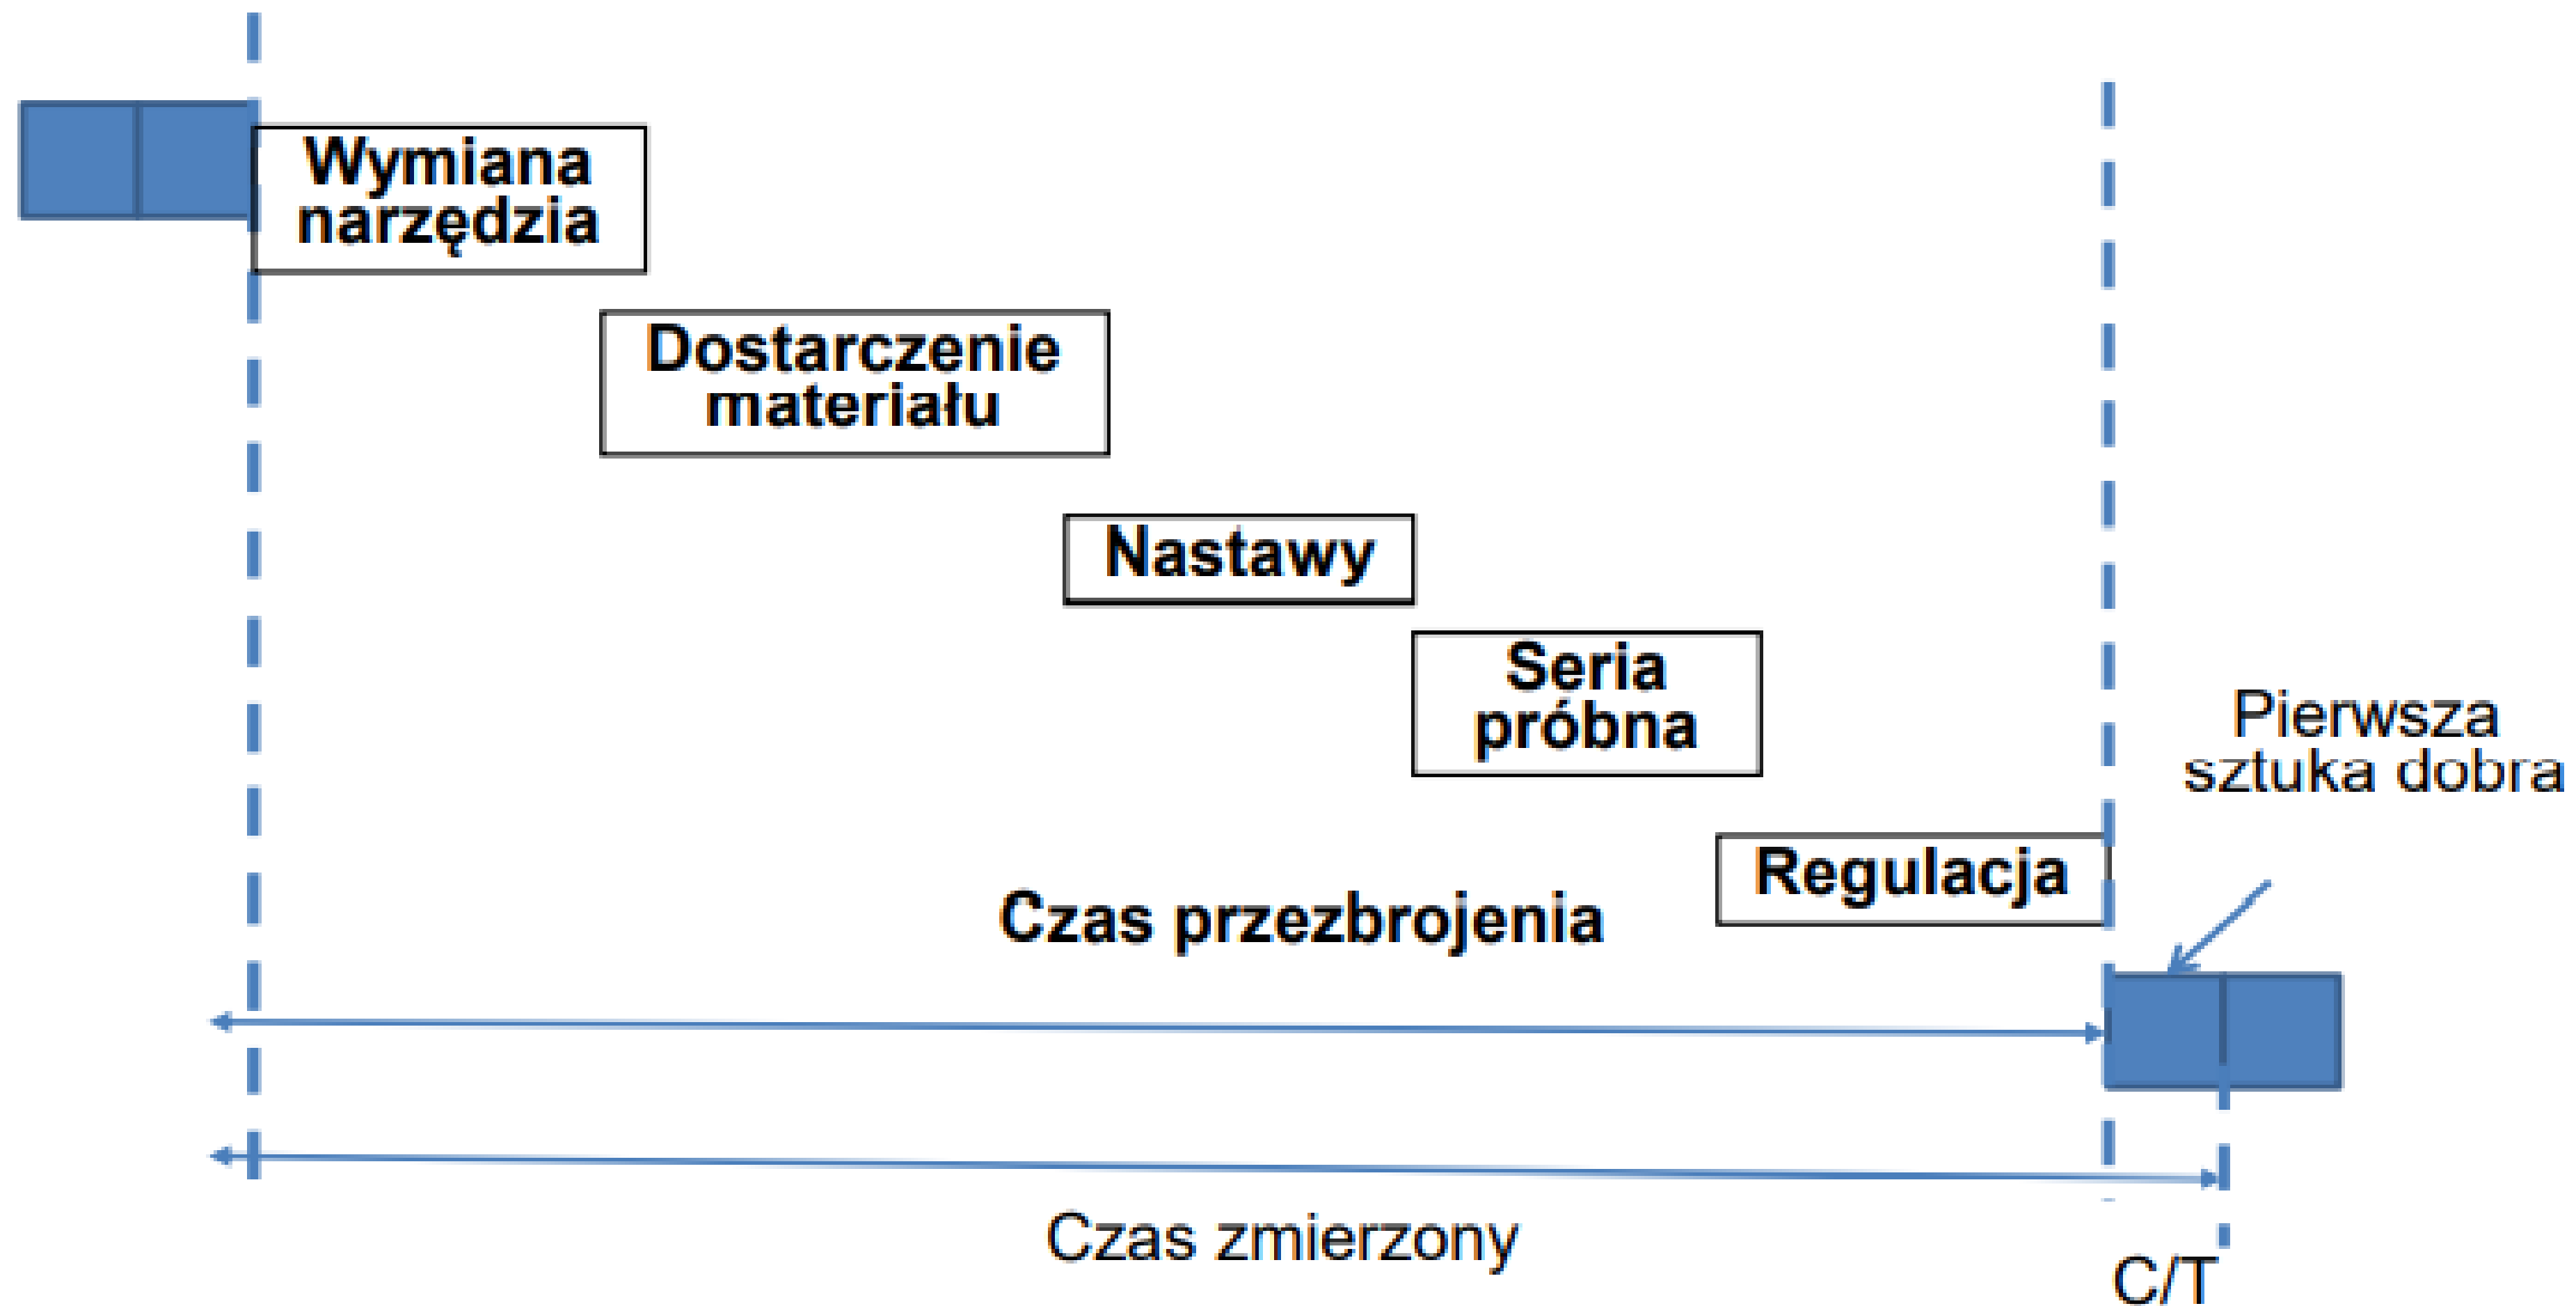 Wymiana
narzędzia
Dostarczenie
materiału
Nastawy
Seria
próbna
Pierwsza
sztuka dobra
Regulacja
Czas przezbrojenia
Czas zmierzony
C/T